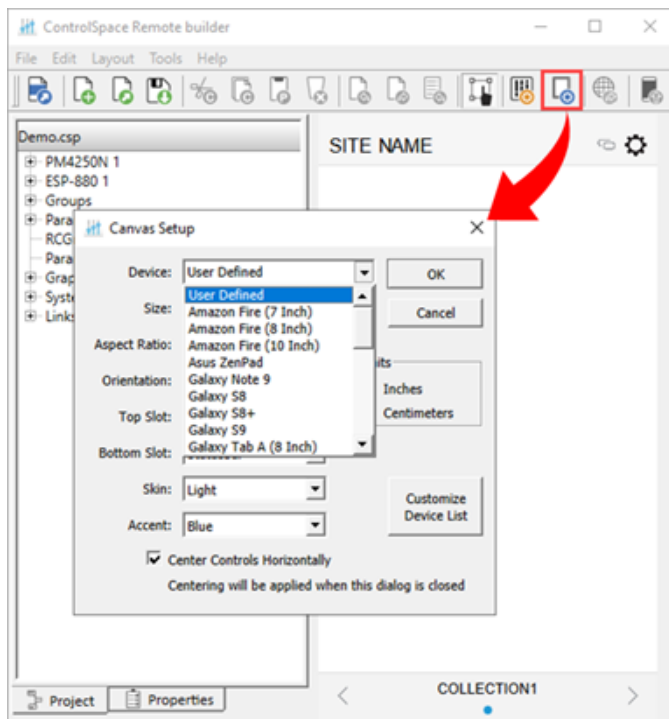 ControlSpace Remote builder
File Edit Layout Tools Help
Demo.csp
SITE NAME
PM4250N 1
ESP-880 1
Groups
Para
RCG
Para
Grap
Syst
Links
Canvas Setup
Device: User Defined
OK
User Defined
Amazon Fire (7 Inch)
Amazon Fire (8 Inch)
Amazon Fire (10 Inch)
Asus ZenPad
Galaxy Note 9
Galaxy S8
Galaxy S8+
Galaxy S9
Galaxy Tab A (8 Inch)
Size:
Cancel
Aspect Ratio:
its
Orientation:
Inches
Top Slot:
Centimeters
Bottom Slot:
Skin: Light
Customize
Device List
Accent: Blue
Center Controls Horizontally
Centering will be applied when this dialog is closed
Project Properties
COLLECTION1